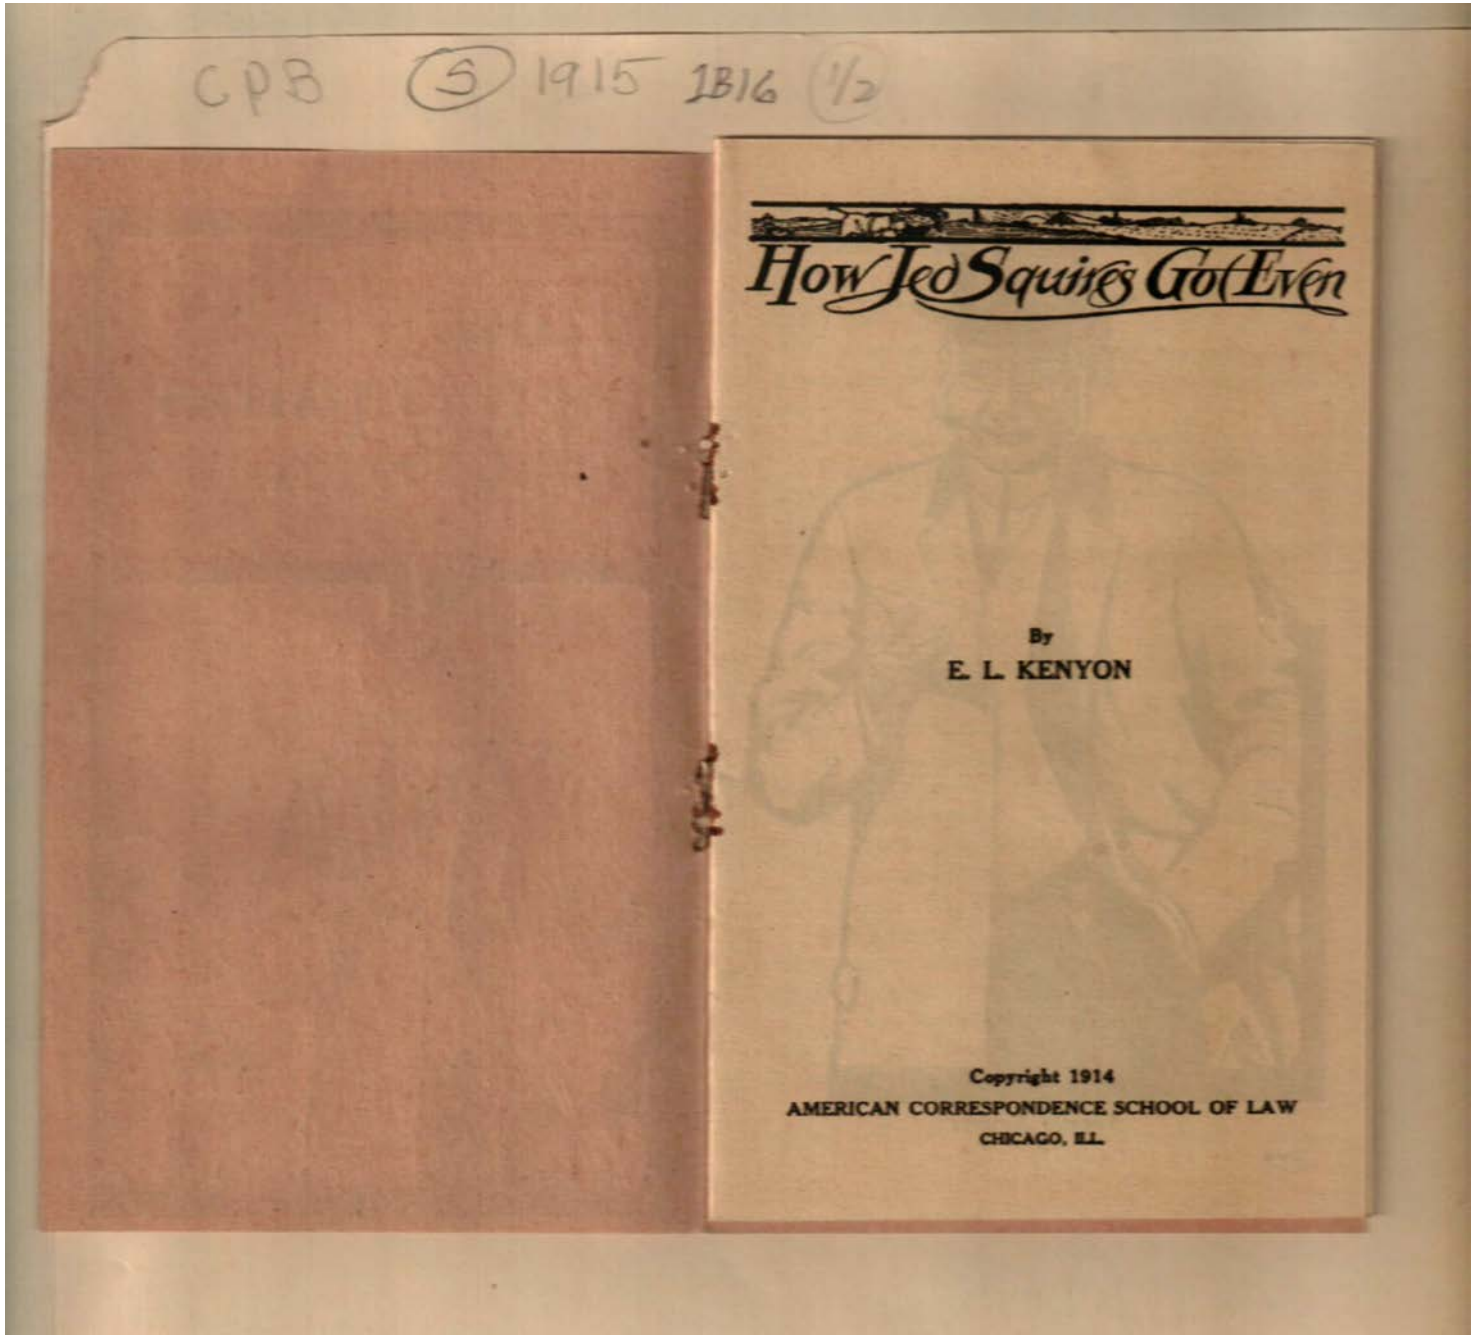 CPB (S) 1915 1B16 (1/2)
How Jed Squires Got Even
By
E. L. KENYON
Copyright 1914
AMERICAN CORRESPONDENCE SCHOOL OF LAW
CHICAGO, ILL.